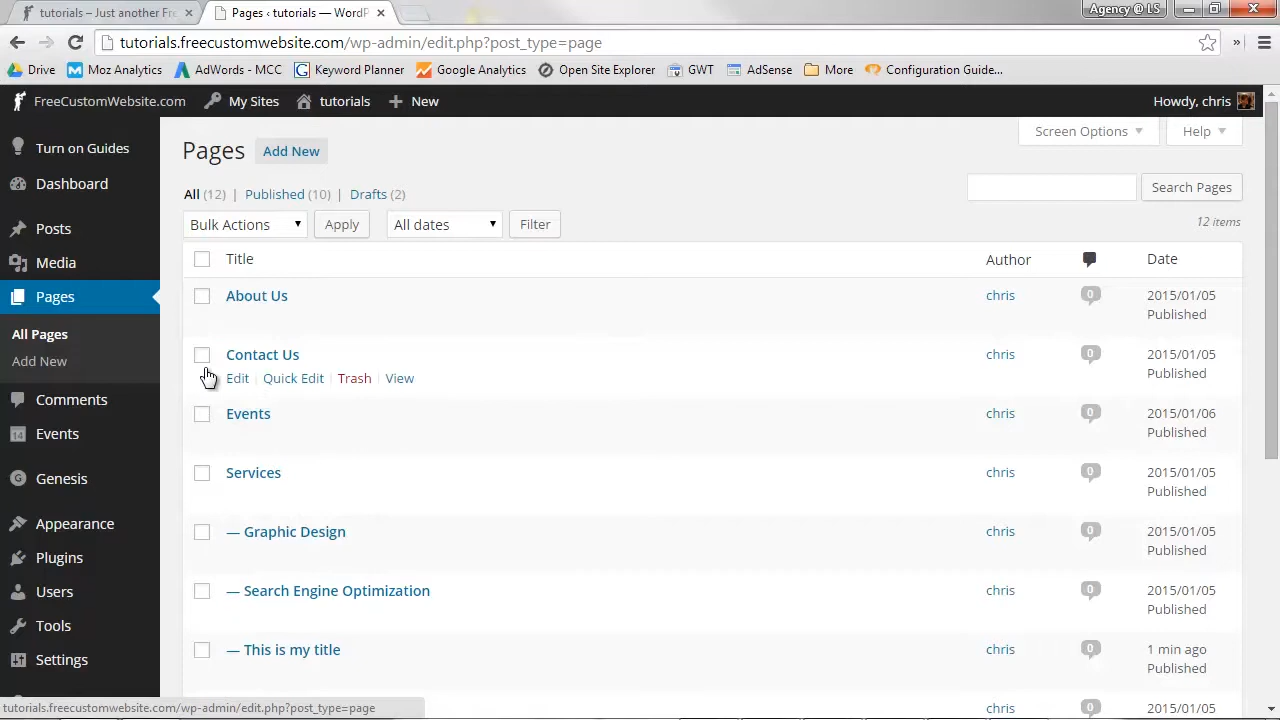 tutorials – Just another Fre
Pages ‹ tutorials — WordP
Agency @ LS
tutorials.freecustomwebsite.com/wp-admin/edit.php?post_type=page
Drive Moz Analytics AdWords - MCC Keyword Planner Google Analytics Open Site Explorer GWT AdSense More Configuration Guide...
FreeCustomWebsite.com My Sites tutorials + New Howdy, chris
Screen Options Help
Turn on Guides
Dashboard
Posts
Media
Pages
All Pages
Add New
Comments
14 Events
G Genesis
Appearance
Plugins
Users
Tools
Settings
Pages Add New
All (12) | Published (10) | Drafts (2)
Search Pages
Bulk Actions Apply All dates Filter
12 items
Title Author Date
About Us chris 0 2015/01/05
Published
Contact Us chris 0 2015/01/05
Published
Edit | Quick Edit | Trash | View
Events chris 0 2015/01/06
Published
Services chris 0 2015/01/05
Published
— Graphic Design chris 0 2015/01/05
Published
— Search Engine Optimization chris 0 2015/01/05
Published
— This is my title chris 0 1 min ago
Published
chris 0 2015/01/05
tutorials.freecustomwebsite.com/wp-admin/edit.php?post_type=page